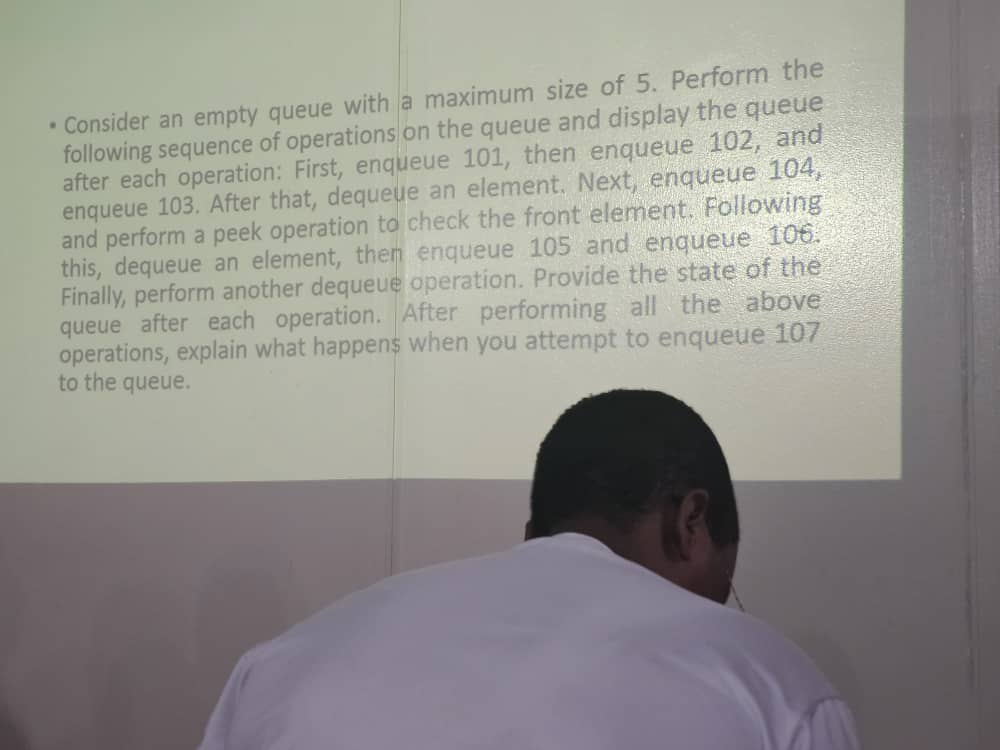 • Consider an empty queue with a maximum size of 5. Perform the
following sequence of operations on the queue and display the queue
after each operation: First, enqueue 101, then enqueue 102, and
enqueue 103. After that, dequeue an element. Next, enqueue 104,
and perform a peek operation to check the front element. Following
this, dequeue an element, then enqueue 105 and enqueue 106.
Finally, perform another dequeue operation. Provide the state of the
queue after each operation. After performing all the above
operations, explain what happens when you attempt to enqueue 107
to the queue.